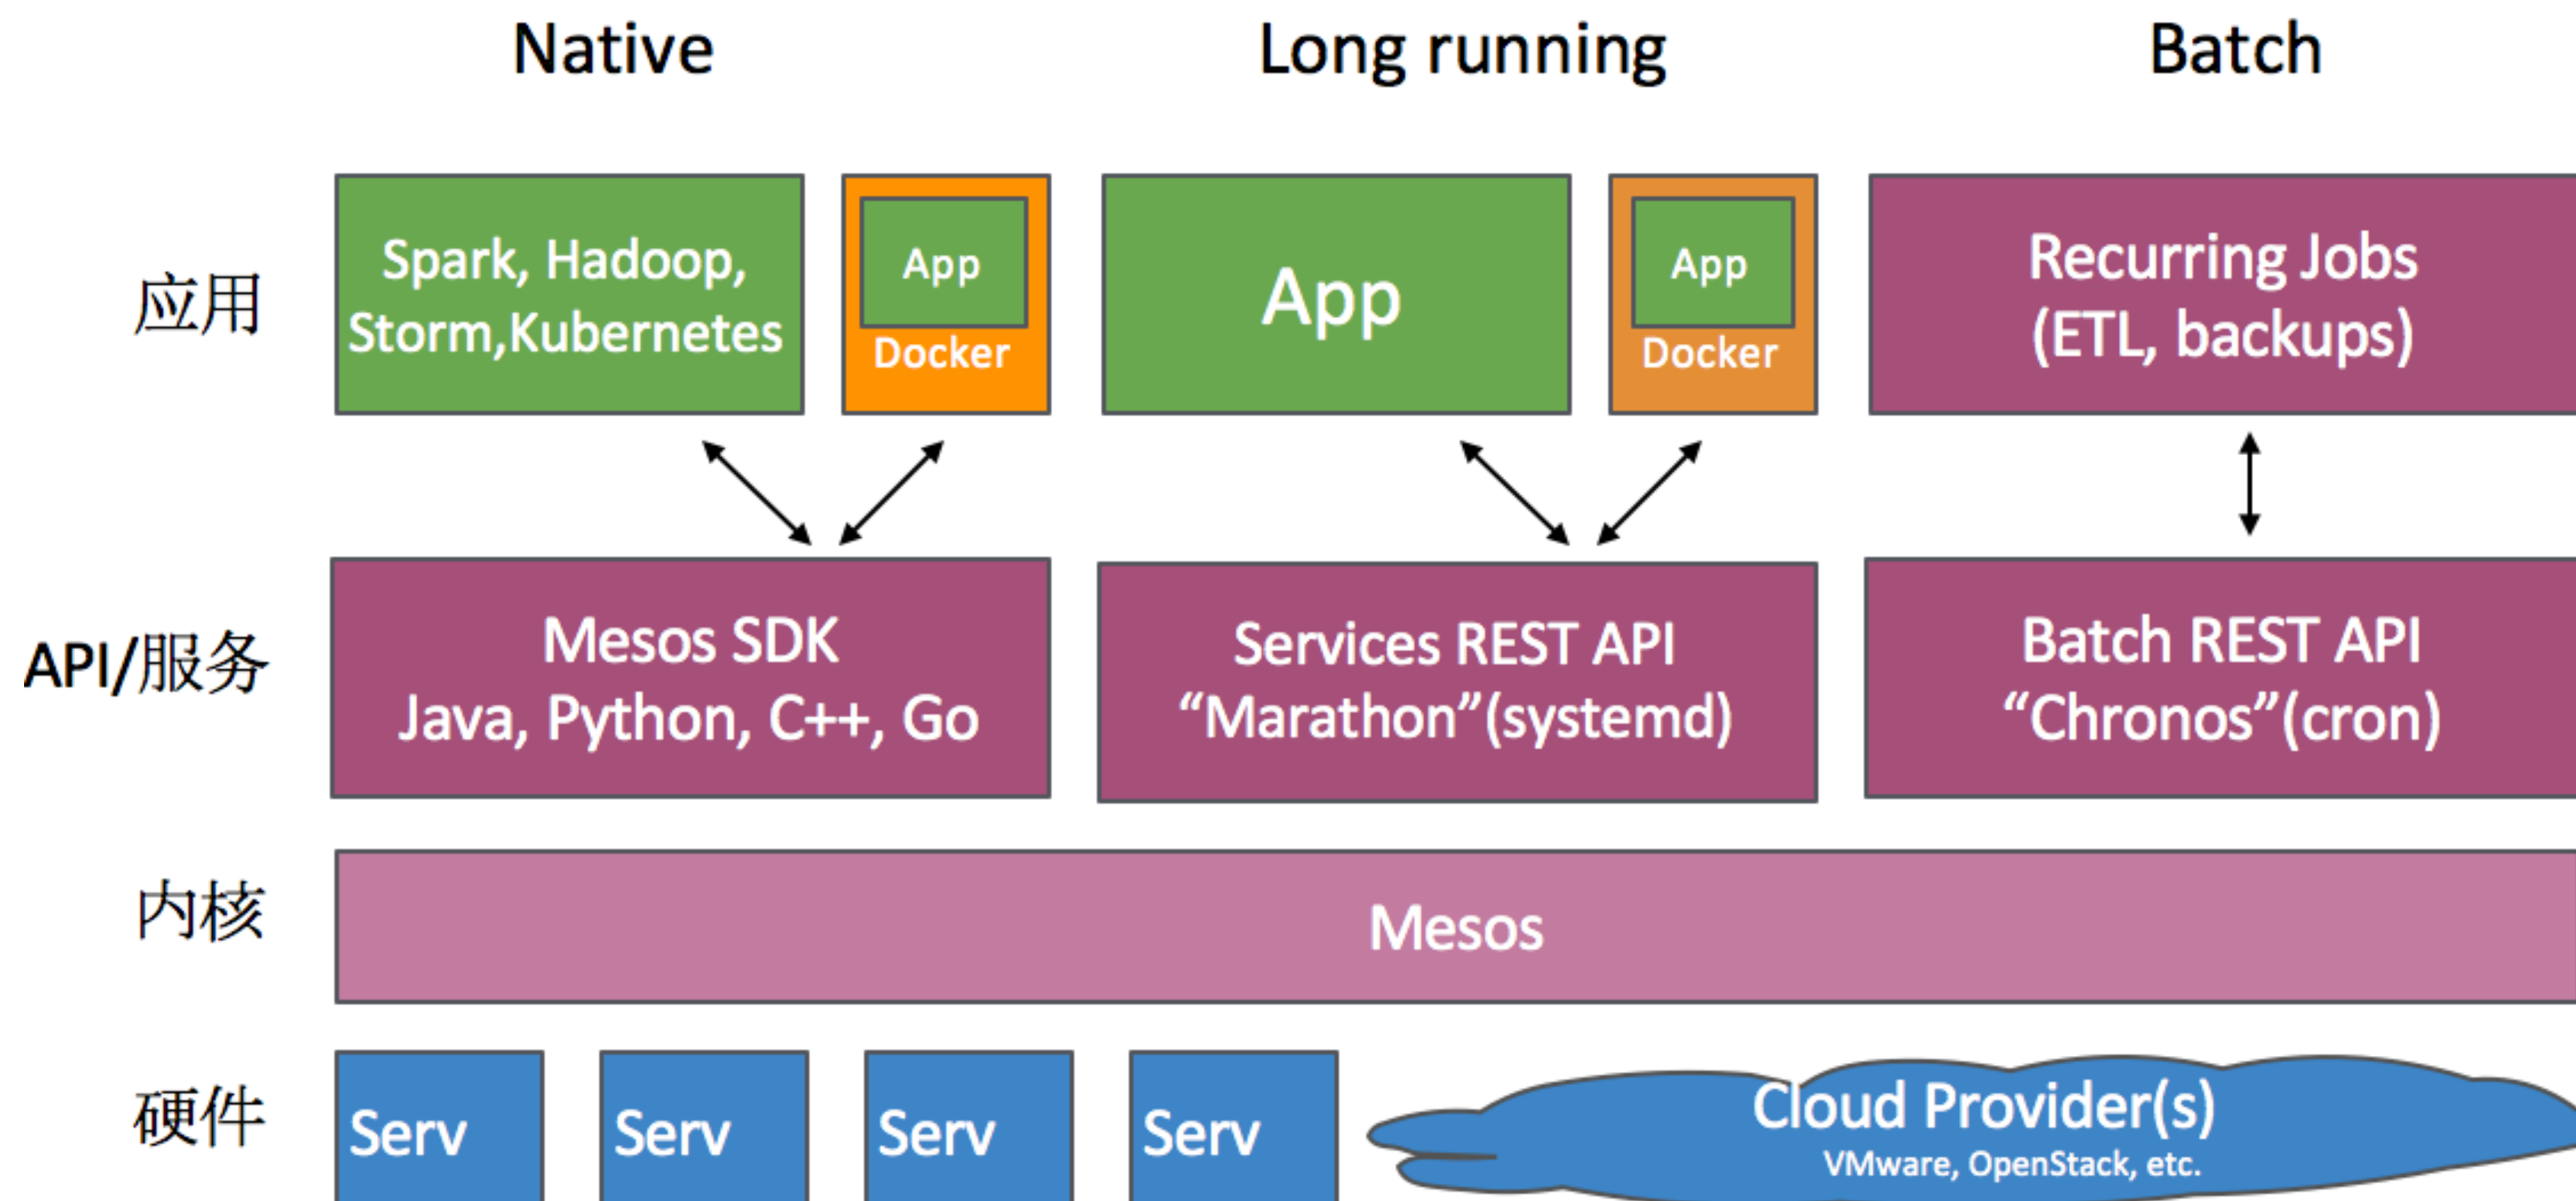 Native
Long running
Batch
应用
Spark, Hadoop,
Storm,Kubernetes
App
Docker
App
App
Docker
Recurring Jobs
(ETL, backups)
API/服务
Mesos SDK
Java, Python, C++, Go
Services REST API
“Marathon”(systemd)
Batch REST API
“Chronos”(cron)
内核
Mesos
硬件
Serv
Serv
Serv
Serv
Cloud Provider(s)
VMware, OpenStack, etc.